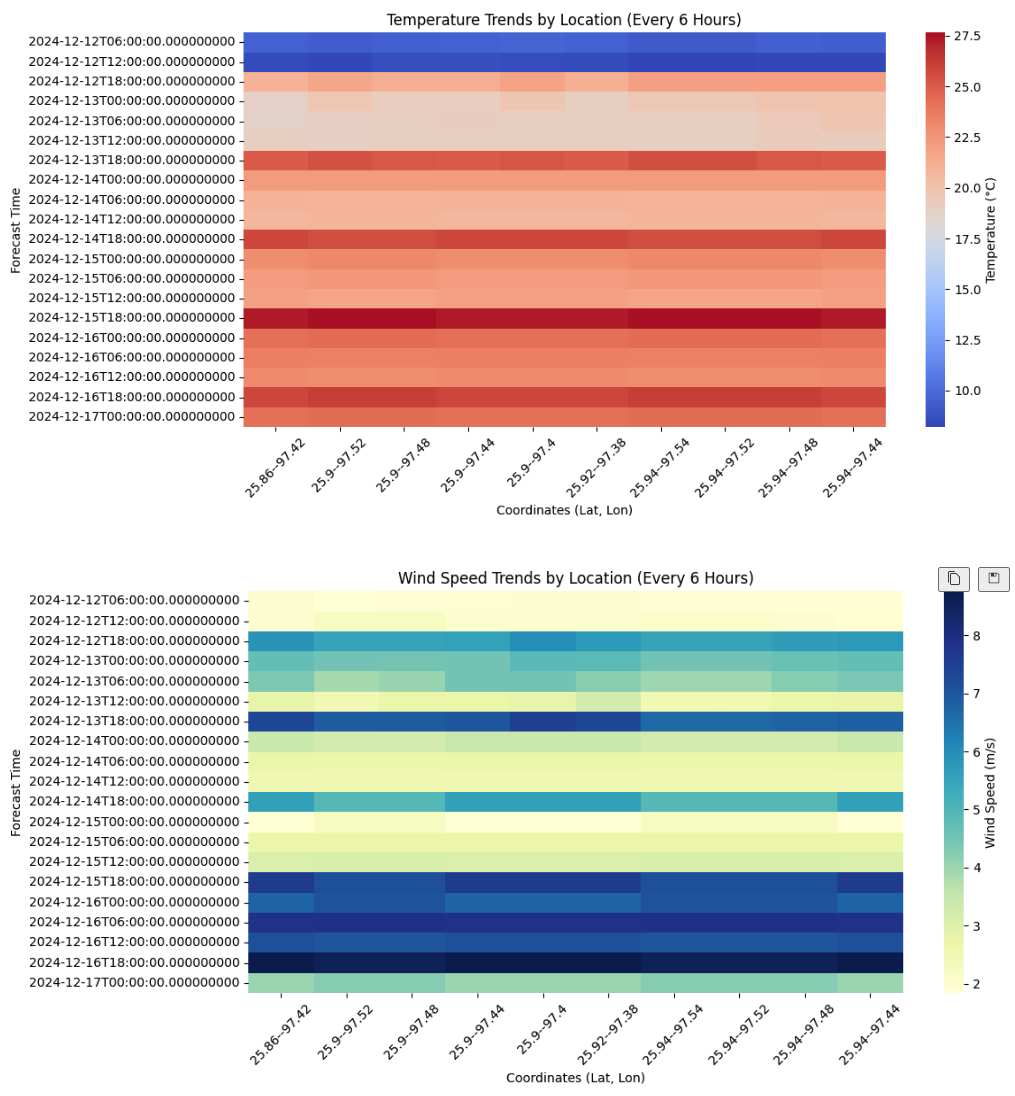 Temperature Trends by Location (Every 6 Hours)
2024-12-12T06:00:00.000000000
2024-12-12T12:00:00.000000000
2024-12-12T18:00:00.000000000
2024-12-13T00:00:00.000000000
2024-12-13T06:00:00.000000000
2024-12-13T12:00:00.000000000
2024-12-13T18:00:00.000000000
2024-12-14T00:00:00.000000000
2024-12-14T06:00:00.000000000
2024-12-14T12:00:00.000000000
2024-12-14T18:00:00.000000000
2024-12-15T00:00:00.000000000
2024-12-15T06:00:00.000000000
2024-12-15T12:00:00.000000000
2024-12-15T18:00:00.000000000
2024-12-16T00:00:00.000000000
2024-12-16T06:00:00.000000000
2024-12-16T12:00:00.000000000
2024-12-16T18:00:00.000000000
2024-12-17T00:00:00.000000000
Forecast Time
25.86--97.42
25.9--97.52
25.9--97.48
25.9--97.44
25.9--97.4
25.92--97.38
25.94--97.54
25.94--97.52
25.94--97.48
25.94--97.44
Coordinates (Lat, Lon)
27.5
25.0
22.5
20.0
17.5
15.0
12.5
10.0
Temperature (°C)
Wind Speed Trends by Location (Every 6 Hours)
2024-12-12T06:00:00.000000000
2024-12-12T12:00:00.000000000
2024-12-12T18:00:00.000000000
2024-12-13T00:00:00.000000000
2024-12-13T06:00:00.000000000
2024-12-13T12:00:00.000000000
2024-12-13T18:00:00.000000000
2024-12-14T00:00:00.000000000
2024-12-14T06:00:00.000000000
2024-12-14T12:00:00.000000000
2024-12-14T18:00:00.000000000
2024-12-15T00:00:00.000000000
2024-12-15T06:00:00.000000000
2024-12-15T12:00:00.000000000
2024-12-15T18:00:00.000000000
2024-12-16T00:00:00.000000000
2024-12-16T06:00:00.000000000
2024-12-16T12:00:00.000000000
2024-12-16T18:00:00.000000000
2024-12-17T00:00:00.000000000
Forecast Time
25.86--97.42
25.9--97.52
25.9--97.48
25.9--97.44
25.9--97.4
25.92--97.38
25.94--97.54
25.94--97.52
25.94--97.48
25.94--97.44
Coordinates (Lat, Lon)
8
7
6
5
4
3
2
Wind Speed (m/s)